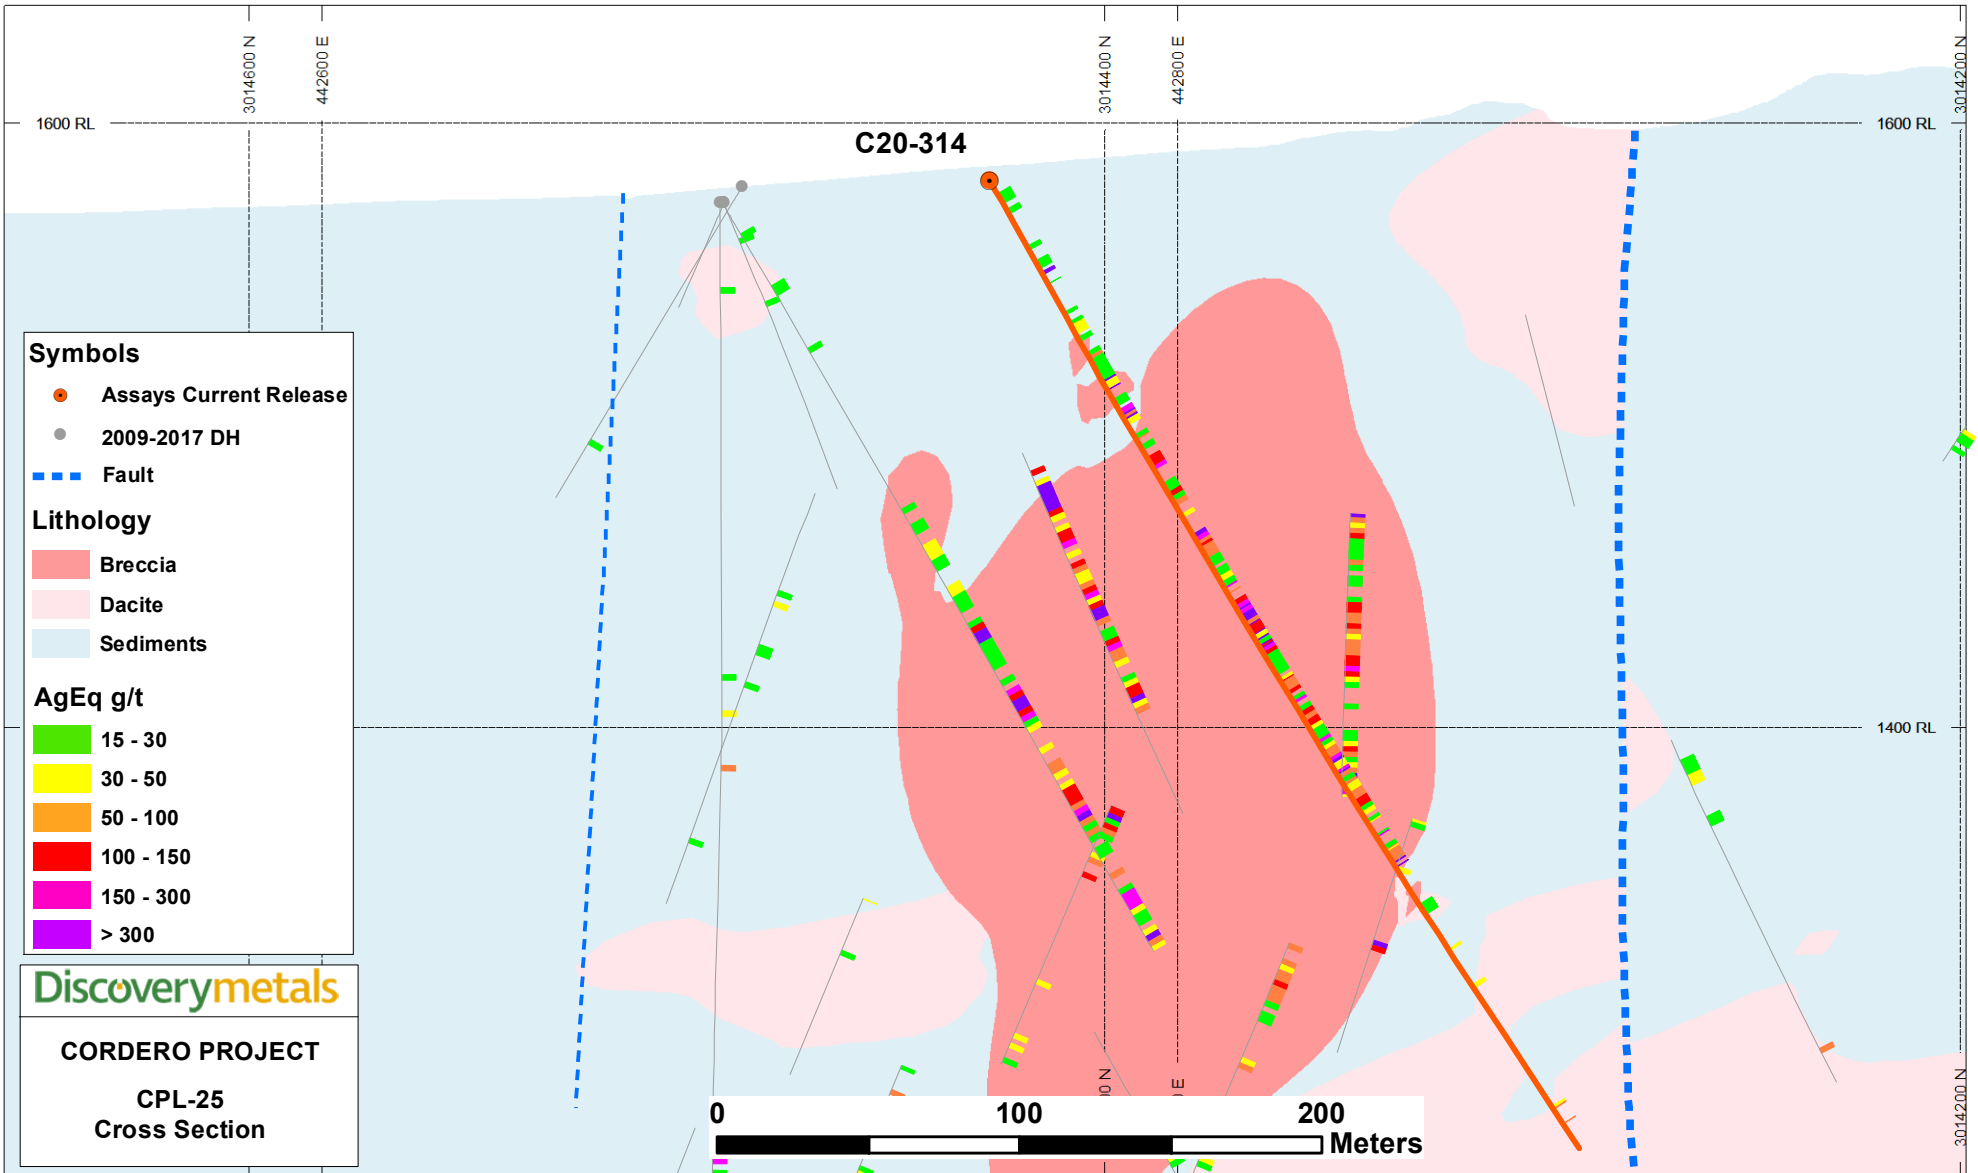 3014600 N
442600 E
3014400 N
442800 E
3014200 N
1600 RL
1600 RL
C20-314
Symbols
Assays Current Release
2009-2017 DH
Fault
Lithology
Breccia
Dacite
Sediments
AgEq g/t
15 - 30
30 - 50
50 - 100
100 - 150
150 - 300
> 300
1400 RL
Discoverymetals
CORDERO PROJECT
CPL-25
Cross Section
00 N
E
3014200 N
0
100
200
Meters